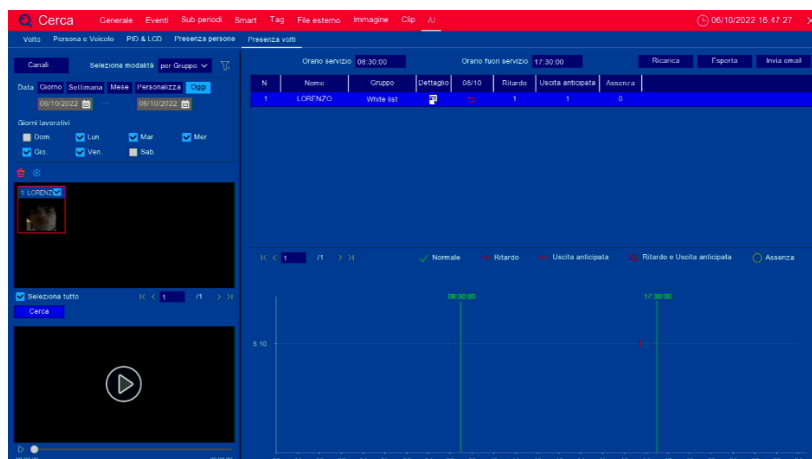 Cerca Generale Eventi Sub-periodi Smart Tag File esterno Immagine Clip AI 06/10/2022 16:47:27
Volto Persona e Veicolo PID & LCD Presenza persone Presenza volti
Canali Seleziona modalità per Gruppo
Orario servizio 08:30:00 Orario fuori servizio 17:30:00 Ricarica Esporta Invia email
Data Giorno Settimana Mese Personalizza Oggi
06/10/2022 ... 06/10/2022
Giorni lavorativi
Dom. Lun. Mar. Mer
Gio. Ven. Sab.
N Nome Gruppo Dettaglio 06/10 Ritardo Uscita anticipata Assenza
1 LORENZO White list 1 1 0
1 LORENZ
1 /1 Normale Ritardo Uscita anticipata Ritardo e Uscita anticipata Assenza
Seleziona tutto 1 /1
Cerca
08:30:00 17:30:00
6.10